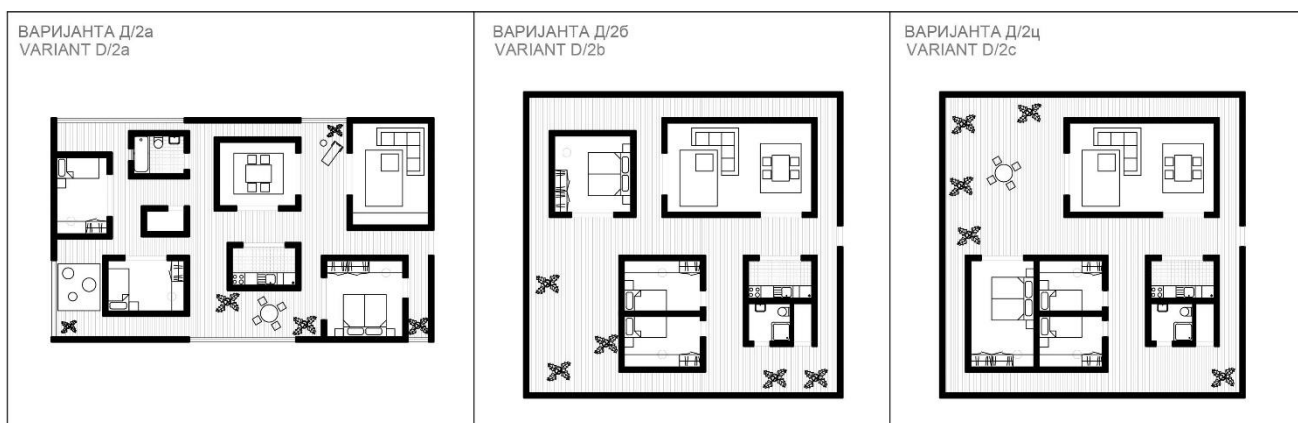 ВАРИЈАНТА Д/2а
VARIANT D/2a
ВАРИЈАНТА Д/2б
VARIANT D/2b
ВАРИЈАНТА Д/2ц
VARIANT D/2c